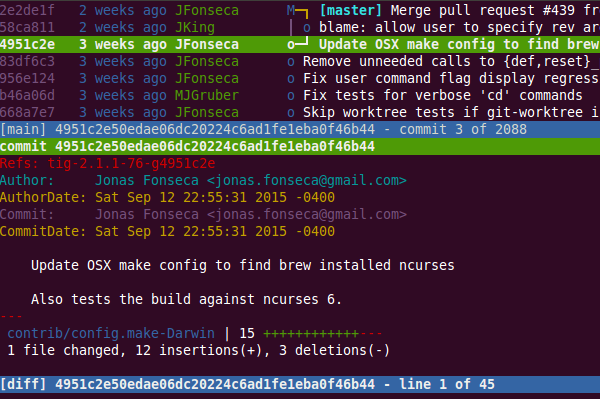 2e2de1f 2 weeks ago JFonseca M─┐ [master] Merge pull request #439 fr
58ca811 2 weeks ago JKing │ o blame: allow user to specify rev ar
4951c2e 3 weeks ago JFonseca o─┘ Update OSX make config to find brew
83df6c3 3 weeks ago JFonseca o Remove unneeded calls to {def,reset}_
956e124 3 weeks ago JFonseca o Fix user command flag display regress
b46a06d 3 weeks ago MJGruber o Fix tests for verbose 'cd' commands
668a7e7 3 weeks ago JFonseca o Skip worktree tests if git-worktree i
[main] 4951c2e50edae06dc20224c6ad1fe1eba0f46b44 - commit 3 of 2088
commit 4951c2e50edae06dc20224c6ad1fe1eba0f46b44
Refs: tig-2.1.1-76-g4951c2e
Author: Jonas Fonseca <jonas.fonseca@gmail.com>
AuthorDate: Sat Sep 12 22:55:31 2015 -0400
Commit: Jonas Fonseca <jonas.fonseca@gmail.com>
CommitDate: Sat Sep 12 22:55:31 2015 -0400
Update OSX make config to find brew installed ncurses
Also tests the build against ncurses 6.
---
contrib/config.make-Darwin | 15 ++++++++++++---
1 file changed, 12 insertions(+), 3 deletions(-)
[diff] 4951c2e50edae06dc20224c6ad1fe1eba0f46b44 - line 1 of 45